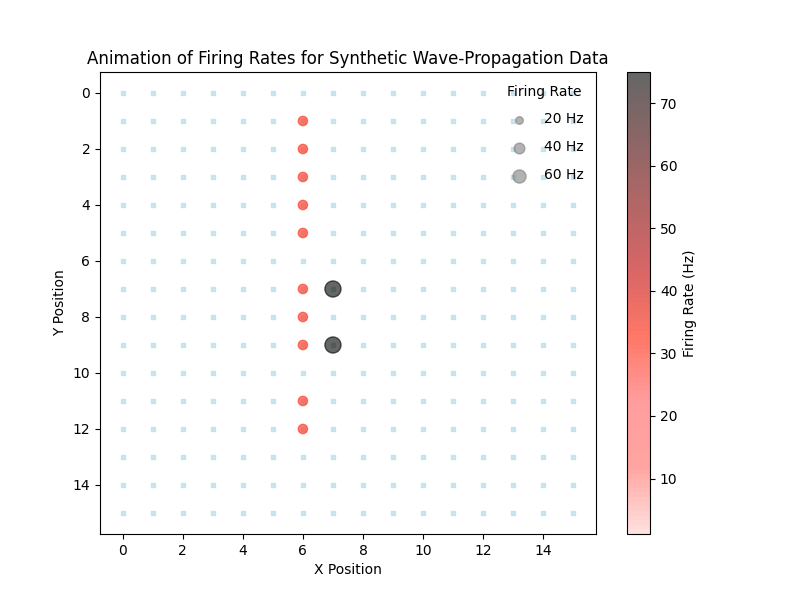 Animation of Firing Rates for Synthetic Wave-Propagation Data
Firing Rate
20 Hz
40 Hz
60 Hz
0
2
4
6
8
10
12
14
Y Position
0
2
4
6
8
10
12
14
X Position
70
60
50
40
30
20
10
Firing Rate (Hz)